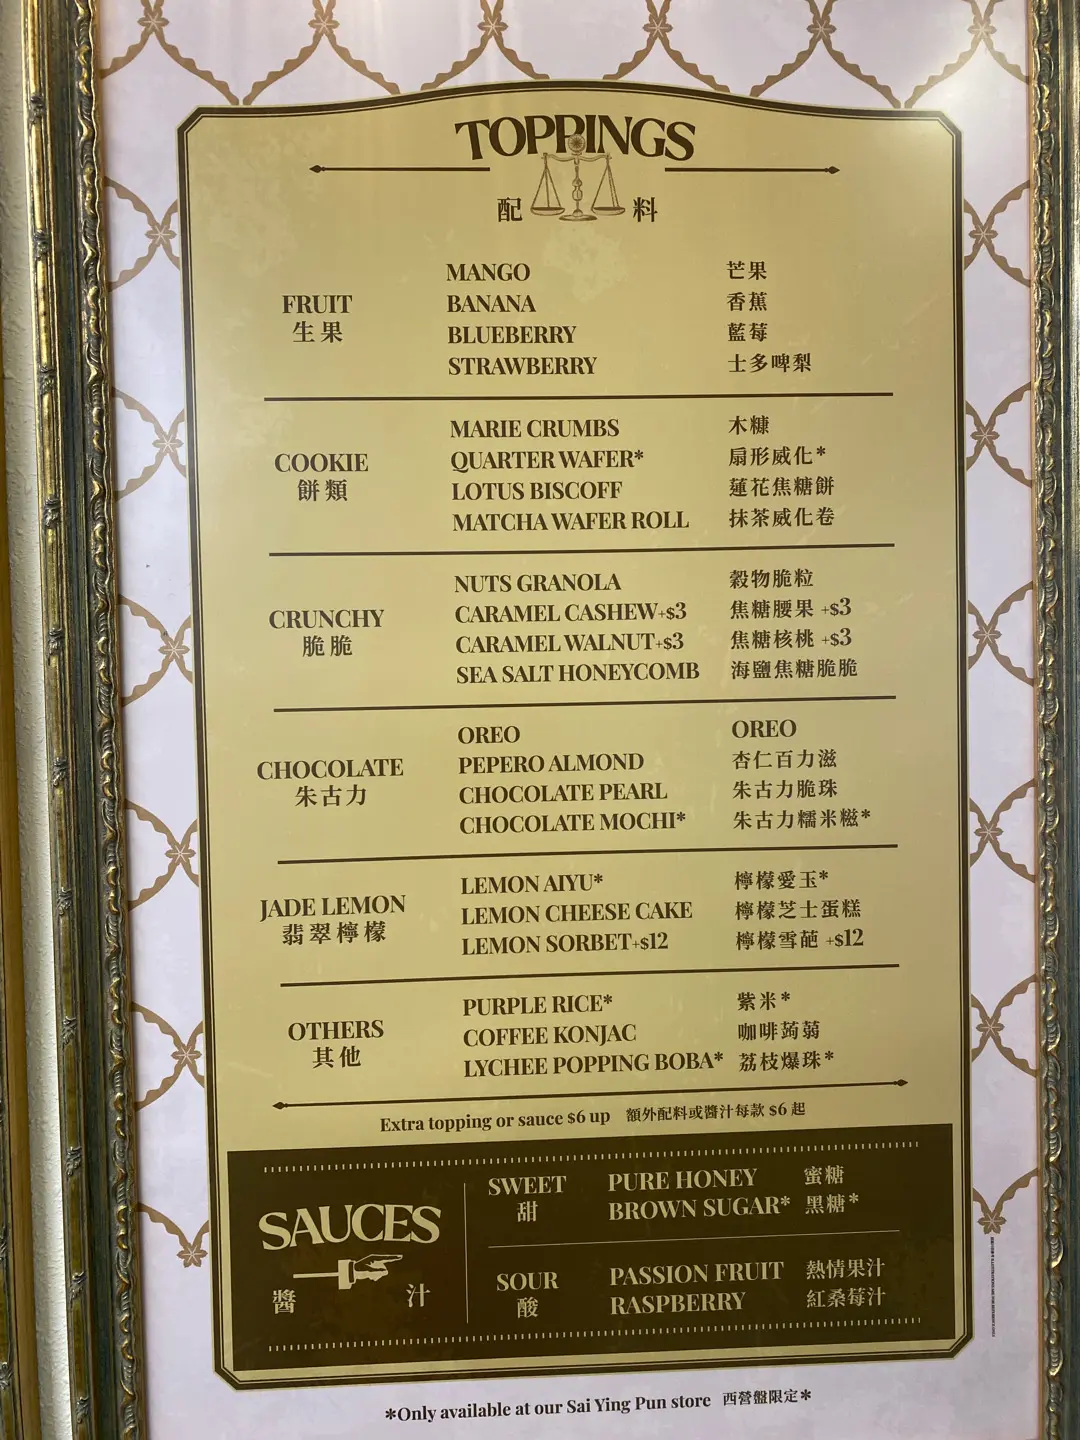 TOPPINGS
配料
FRUIT
生果
MANGO 芒果
BANANA 香蕉
BLUEBERRY 藍莓
STRAWBERRY 士多啤梨
COOKIE
餅類
MARIE CRUMBS 木糠
QUARTER WAFER* 扇形威化*
LOTUS BISCOFF 蓮花焦糖餅
MATCHA WAFER ROLL 抹茶威化卷
CRUNCHY
脆脆
NUTS GRANOLA 穀物脆粒
CARAMEL CASHEW+$3 焦糖腰果 +$3
CARAMEL WALNUT+$3 焦糖核桃 +$3
SEA SALT HONEYCOMB 海鹽焦糖脆脆
CHOCOLATE
朱古力
OREO OREO
PEPERO ALMOND 杏仁百力滋
CHOCOLATE PEARL 朱古力脆珠
CHOCOLATE MOCHI* 朱古力糯米糍*
JADE LEMON
翡翠檸檬
LEMON AIYU* 檸檬愛玉*
LEMON CHEESE CAKE 檸檬芝士蛋糕
LEMON SORBET+$12 檸檬雪葩 +$12
OTHERS
其他
PURPLE RICE* 紫米*
COFFEE KONJAC 咖啡蒟蒻
LYCHEE POPPING BOBA* 荔枝爆珠*
Extra topping or sauce $6 up 額外配料或醬汁每款 $6 起
SAUCES
醬汁
SWEET
甜
PURE HONEY 蜜糖
BROWN SUGAR* 黑糖*
SOUR
酸
PASSION FRUIT 熱情果汁
RASPBERRY 紅桑莓汁
*Only available at our Sai Ying Pun store 西營盤限定*